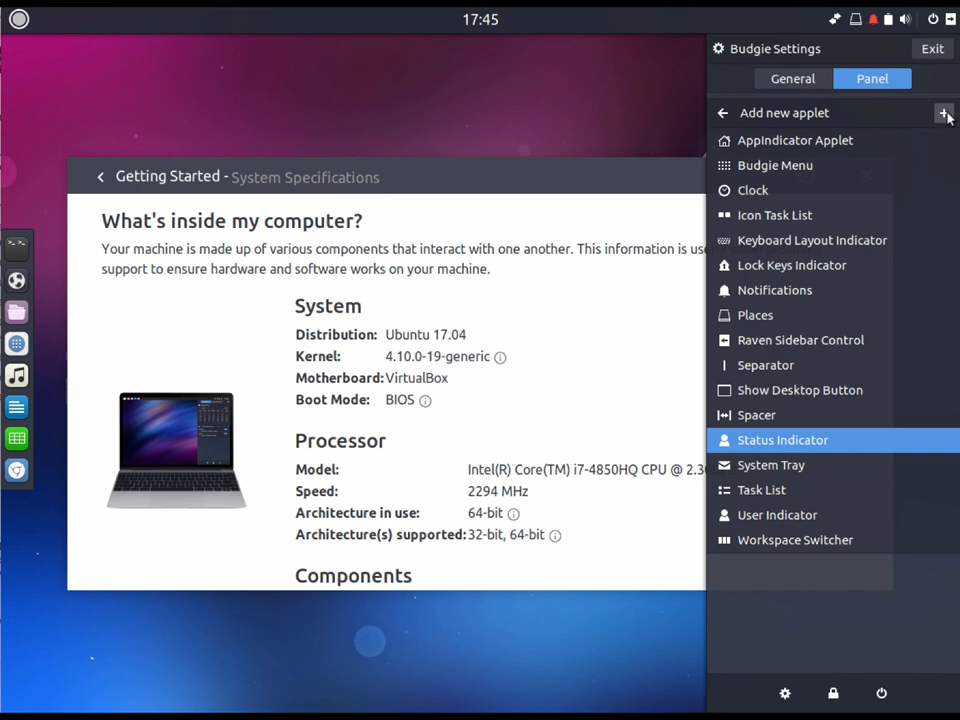 17:45
Budgie Settings
Exit
General
Panel
Add new applet
AppIndicator Applet
Budgie Menu
Clock
Icon Task List
Keyboard Layout Indicator
Lock Keys Indicator
Notifications
Places
Raven Sidebar Control
Separator
Show Desktop Button
Spacer
Status Indicator
System Tray
Task List
User Indicator
Workspace Switcher
Getting Started - System Specifications
What's inside my computer?
Your machine is made up of various components that interact with one another. This information is
support to ensure hardware and software works on your machine.
System
Distribution: Ubuntu 17.04
Kernel: 4.10.0-19-generic
Motherboard: VirtualBox
Boot Mode: BIOS
Processor
Model: Intel(R) Core(TM) i7-4850HQ CPU @ 2.3
Speed: 2294 MHz
Architecture in use: 64-bit
Architecture(s) supported: 32-bit, 64-bit
Components